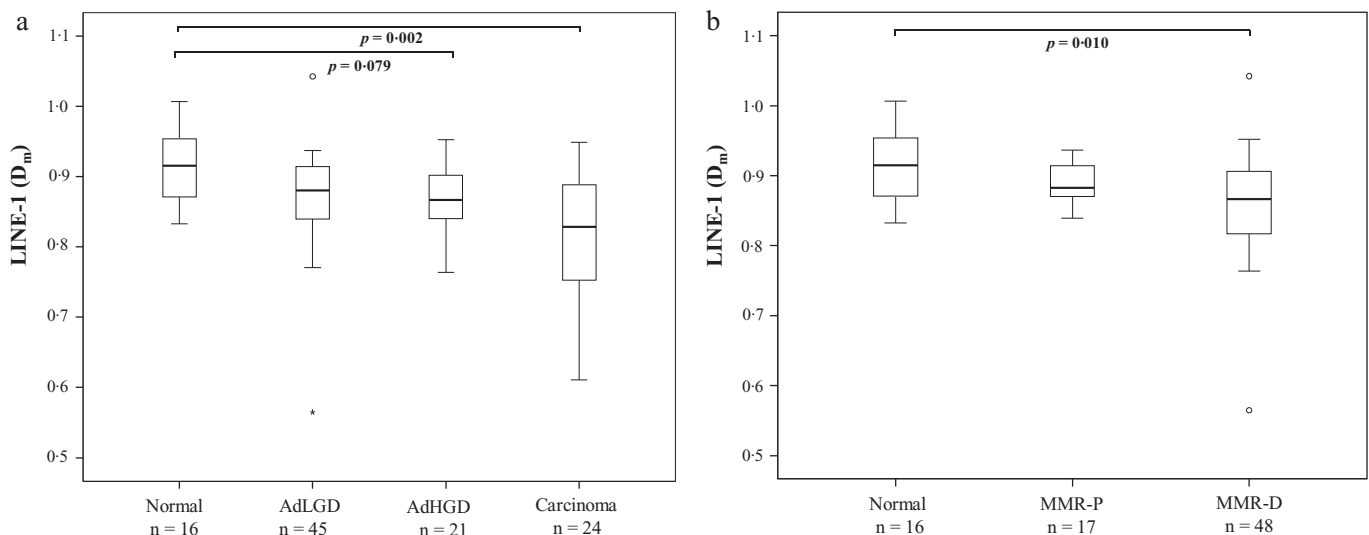 a
p = 0·002
p = 0·079
1·1
1·0
0·9
0·8
0·7
0·6
0·5
LINE-1 (Dm)
*
Normal
n = 16
AdLGD
n = 45
AdHGD
n = 21
Carcinoma
n = 24
b
p = 0·010
1·1
1·0
0·9
0·8
0·7
0·6
0·5
LINE-1 (Dm)
Normal
n = 16
MMR-P
n = 17
MMR-D
n = 48